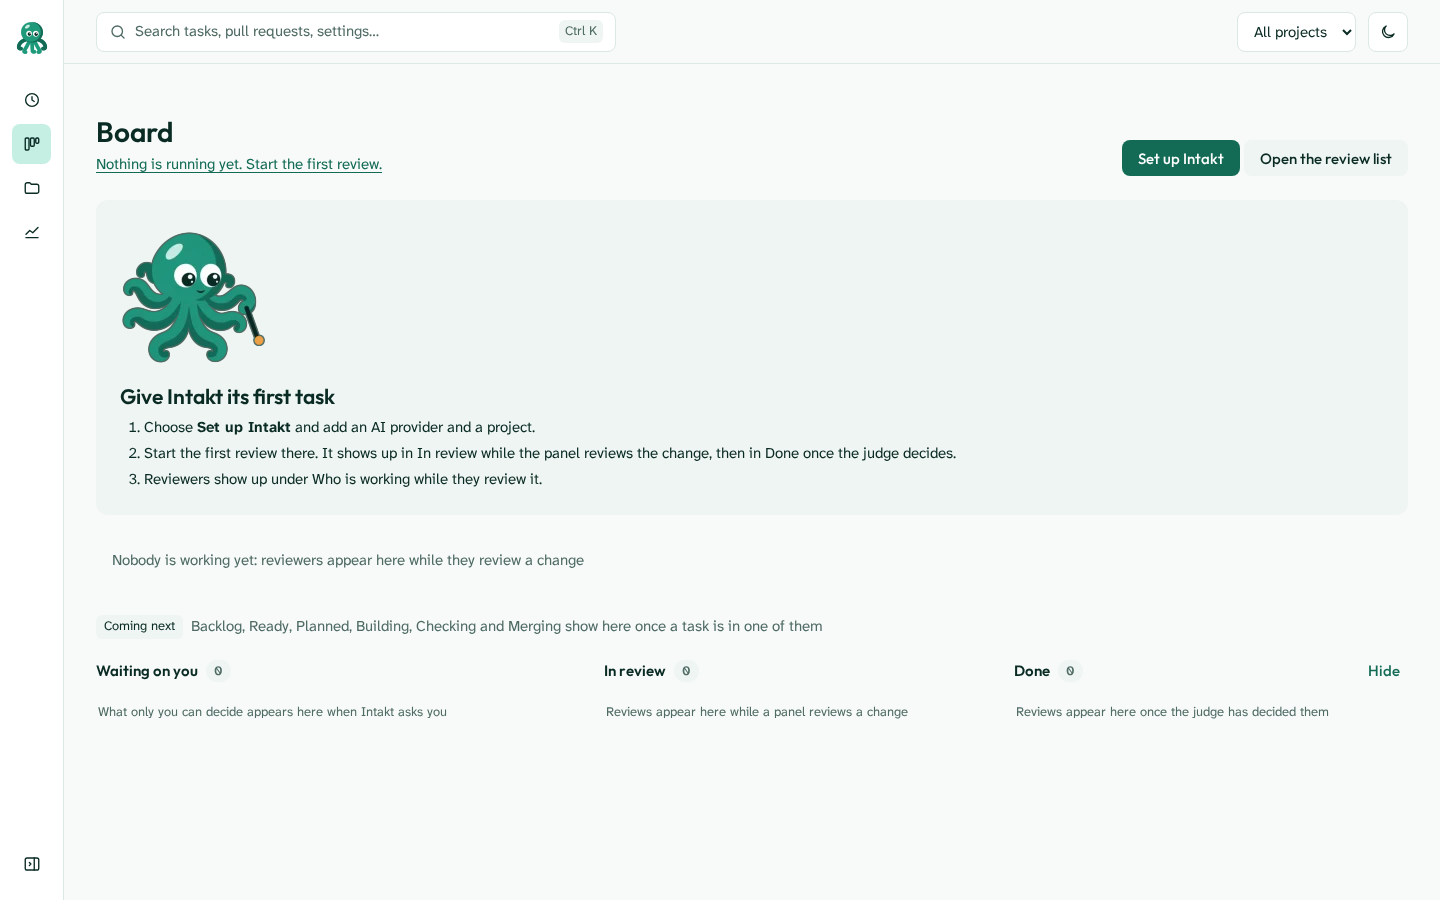 Search tasks, pull requests, settings...
Ctrl K
All projects
Board
Nothing is running yet. Start the first review.
Set up Intakt
Open the review list
Give Intakt its first task
1. Choose Set up Intakt and add an AI provider and a project.
2. Start the first review there. It shows up in In review while the panel reviews the change, then in Done once the judge decides.
3. Reviewers show up under Who is working while they review it.
Nobody is working yet: reviewers appear here while they review a change
Coming next
Backlog, Ready, Planned, Building, Checking and Merging show here once a task is in one of them
Waiting on you 0
In review 0
Done 0
Hide
What only you can decide appears here when Intakt asks you
Reviews appear here while a panel reviews a change
Reviews appear here once the judge has decided them